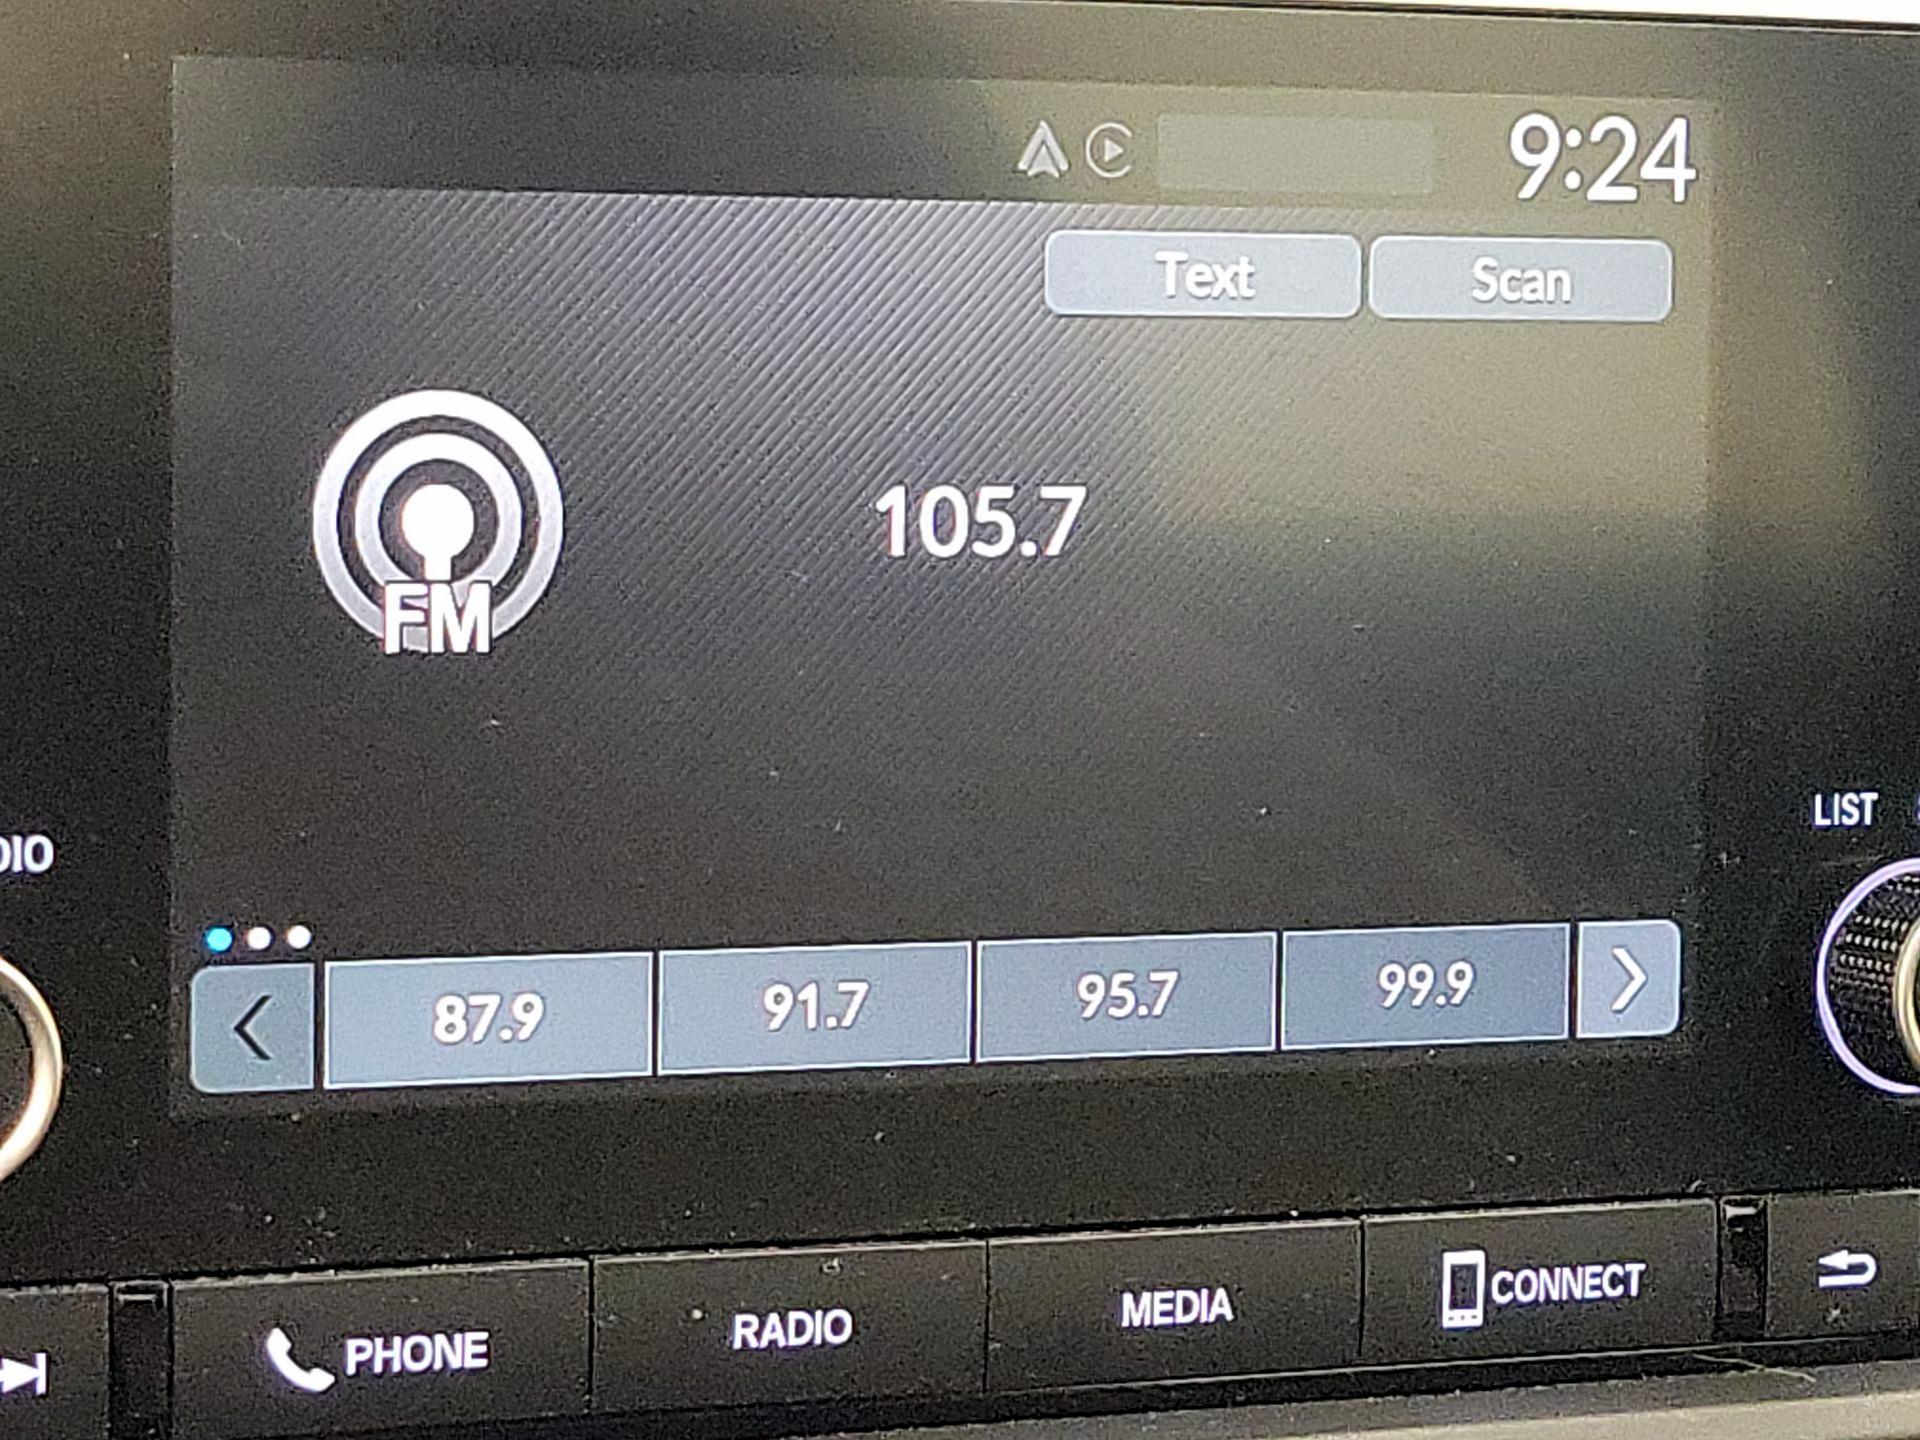 9:24
Text Scan
FM
105.7
LIST
DIO
87.9 91.7 95.7 99.9
PHONE RADIO MEDIA CONNECT